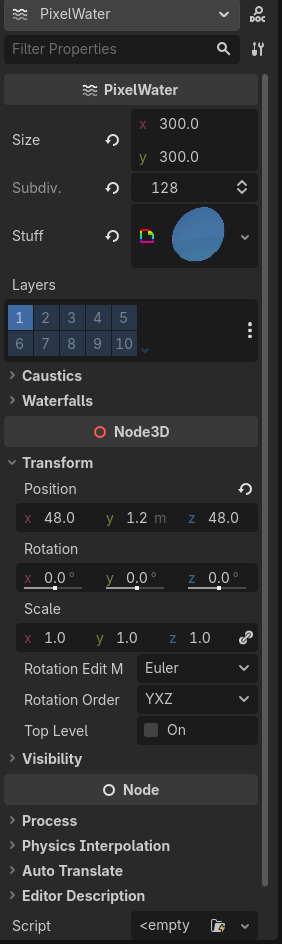 PixelWater
DOC
Filter Properties
PixelWater
Size
x 300.0
y 300.0
Subdiv. 128
Stuff
Layers
1 2 3 4 5
6 7 8 9 10
Caustics
Waterfalls
Node3D
Transform
Position
x 48.0 y 1.2 m z 48.0
Rotation
x 0.0 ° y 0.0 ° z 0.0 °
Scale
x 1.0 y 1.0 z 1.0
Rotation Edit M Euler
Rotation Order YXZ
Top Level On
Visibility
Node
Process
Physics Interpolation
Auto Translate
Editor Description
Script <empty